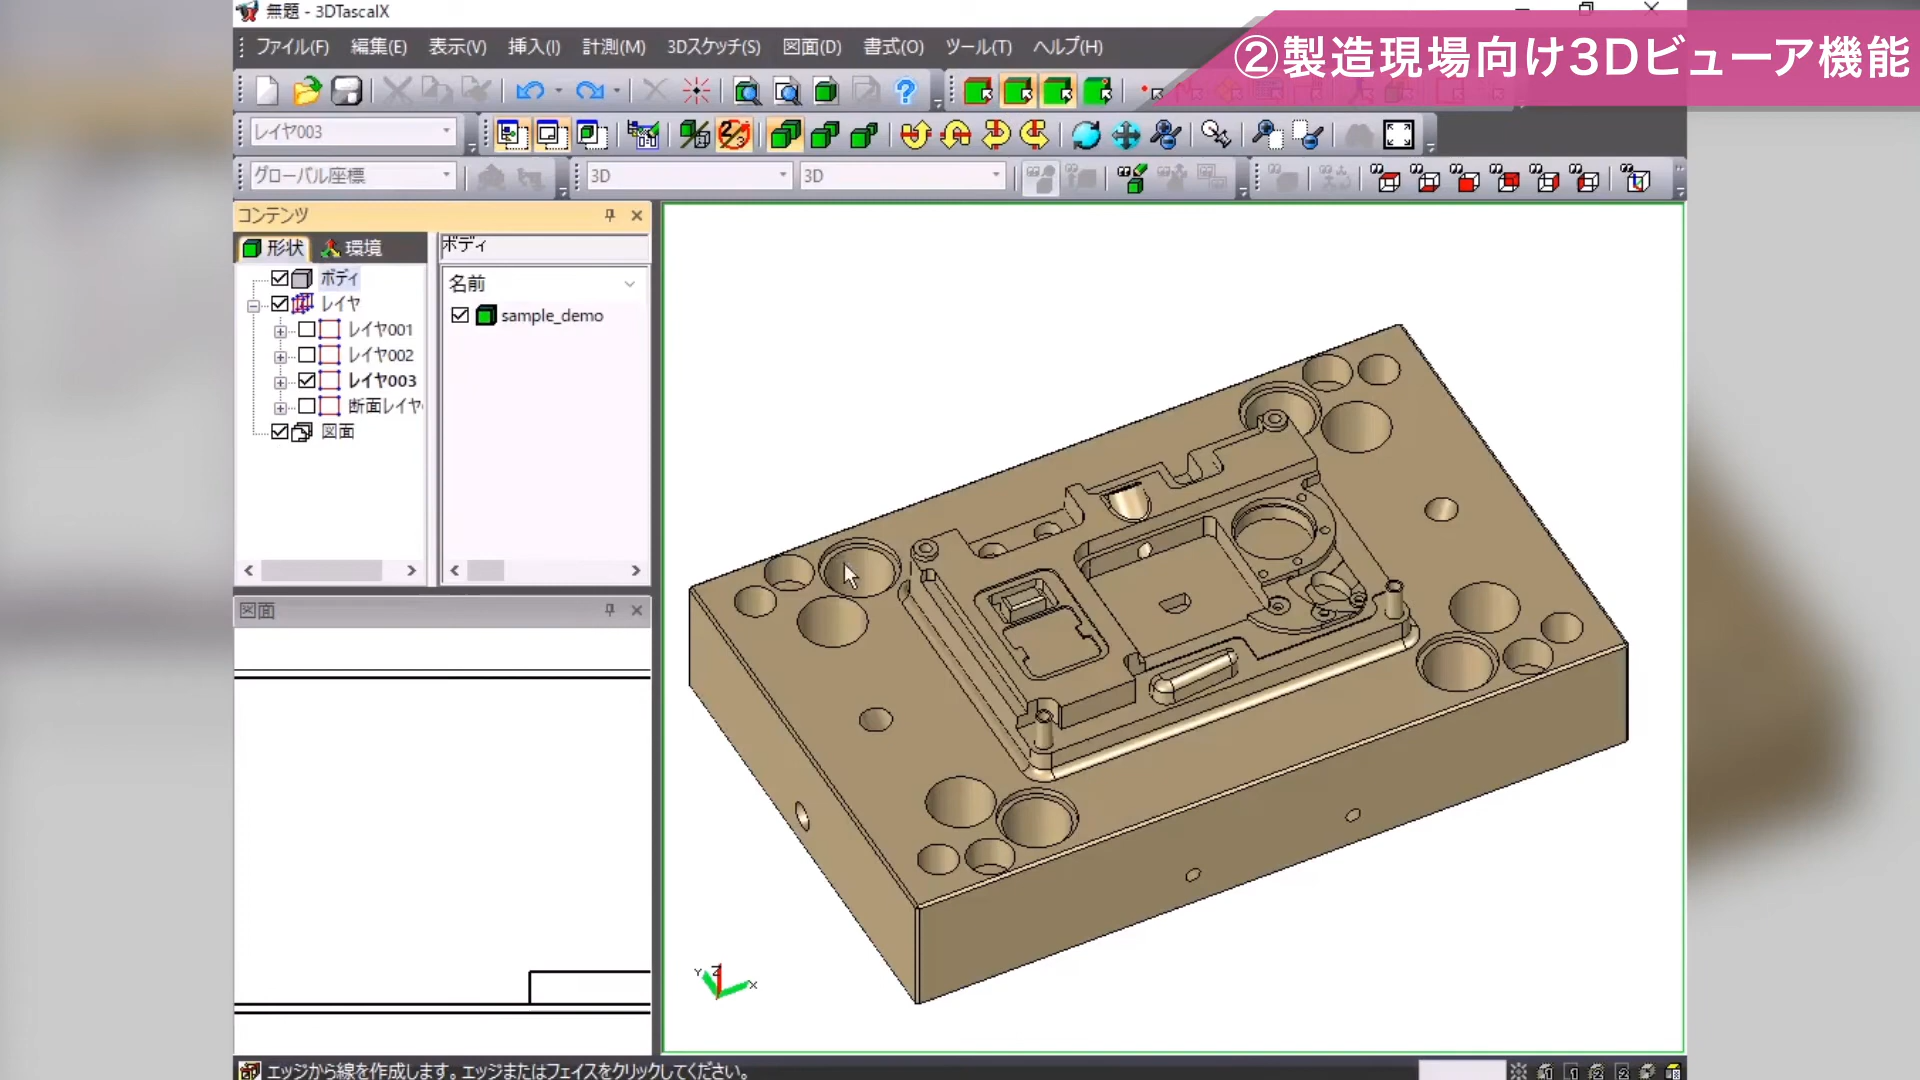 無題 - 3DTascalX
②製造現場向け3Dビューア機能
ファイル(F) 編集(E) 表示(V) 挿入(I) 計測(M) 3Dスケッチ(S) 図面(D) 書式(O) ツール(T) ヘルプ(H)
レイヤ003
グローバル座標 3D 3D
コンテンツ
形状 環境
ボディ
レイヤ
レイヤ001
レイヤ002
レイヤ003
断面レイヤ
図面
ボディ
名前
sample_demo
図面
Y Z X
エッジから線を作成します。エッジまたはフェイスをクリックしてください。